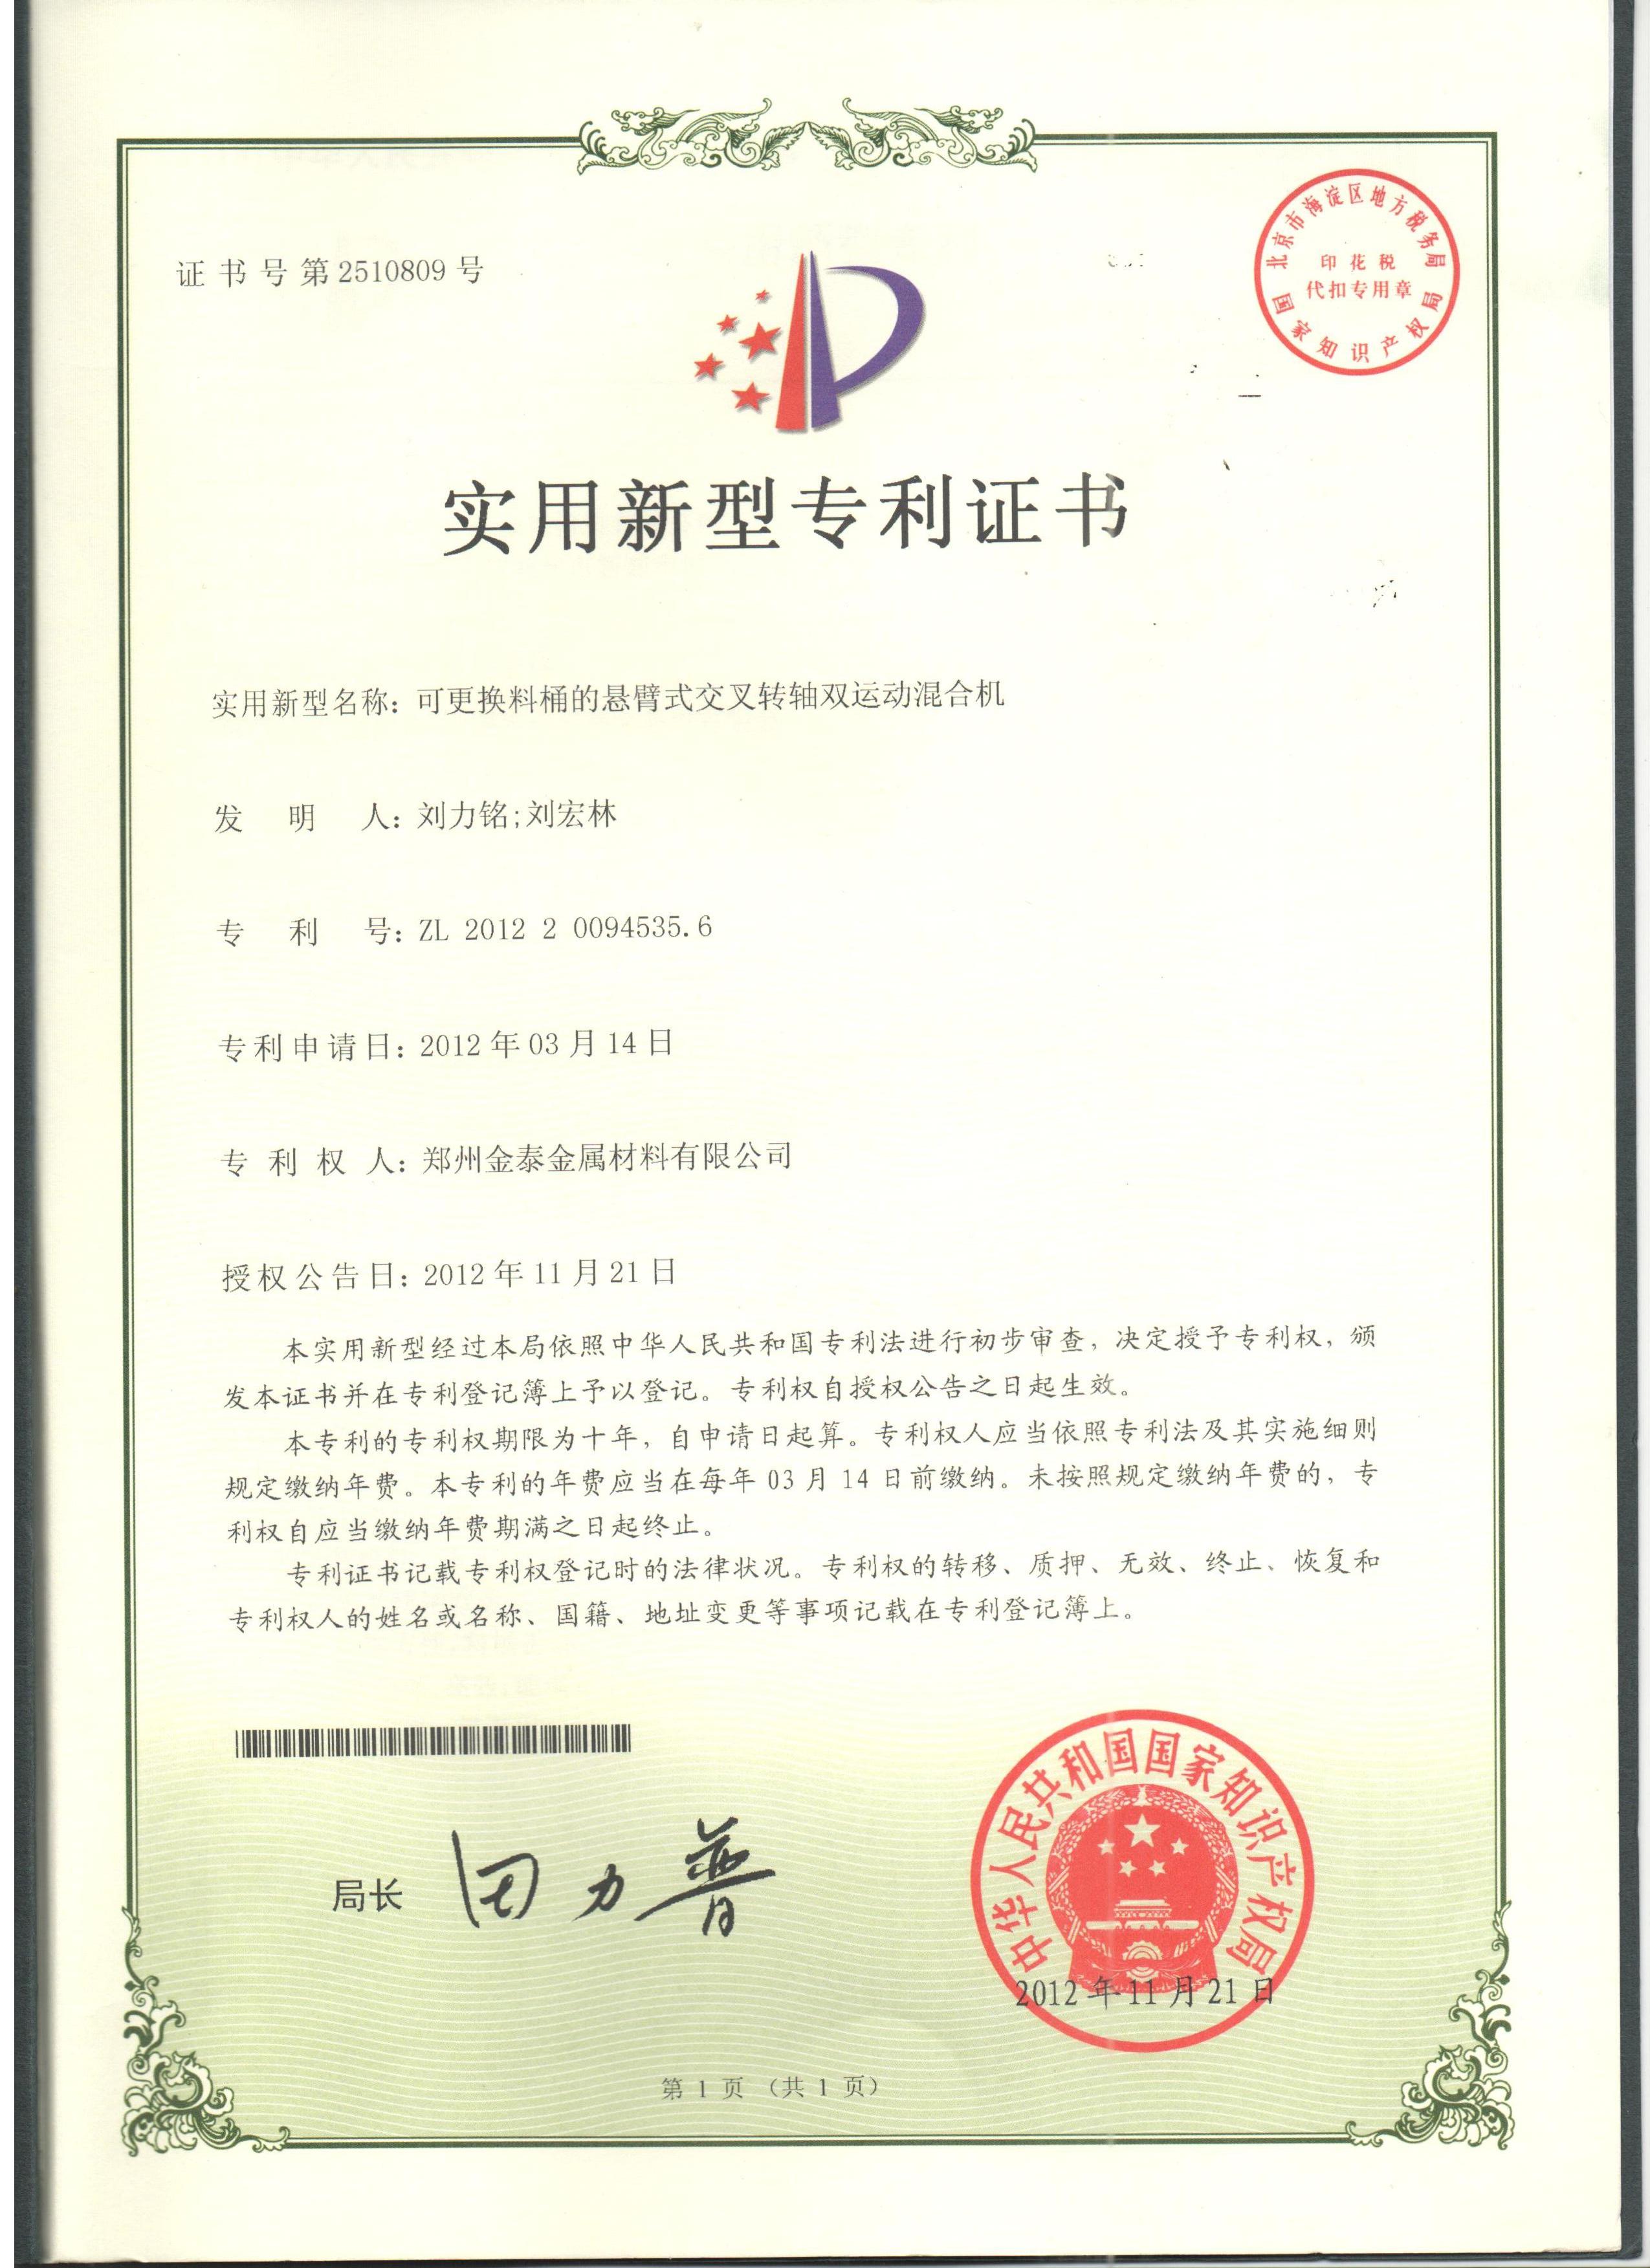 证书号第2510809号
北京市海淀区地方税务局
印花税
代扣专用章
国家知识产权局
实用新型专利证书
实用新型名称：可更换料桶的悬臂式交叉转轴双运动混合机
发明人：刘力铭;刘宏林
专利号：ZL 2012 2 0094535.6
专利申请日：2012年03月14日
专利权人：郑州金泰金属材料有限公司
授权公告日：2012年11月21日
本实用新型经过本局依照中华人民共和国专利法进行初步审查，决定授予专利权，颁
发本证书并在专利登记簿上予以登记。专利权自授权公告之日起生效。
本专利的专利权期限为十年，自申请日起算。专利权人应当依照专利法及其实施细则
规定缴纳年费。本专利的年费应当在每年03月14日前缴纳。未按照规定缴纳年费的，专
利权自应当缴纳年费期满之日起终止。
专利证书记载专利权登记时的法律状况。专利权的转移、质押、无效、终止、恢复和
专利权人的姓名或名称、国籍、地址变更等事项记载在专利登记簿上。
局长 田力普
中华人民共和国国家知识产权局
2012年11月21日
第1页（共1页）